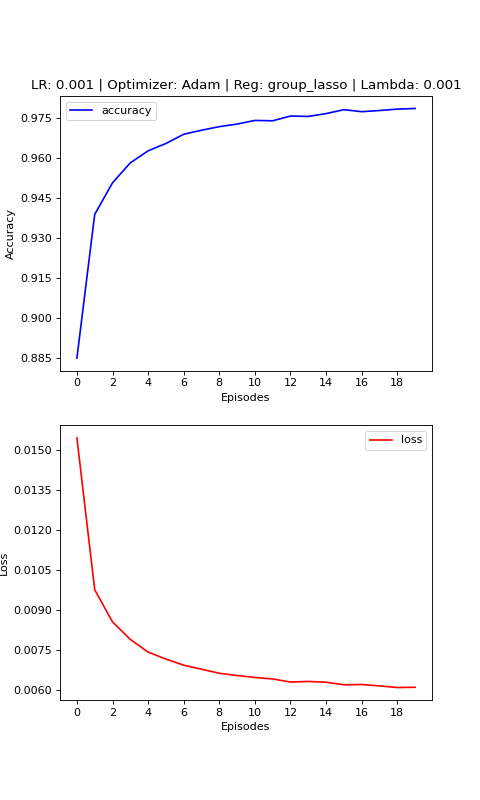 LR: 0.001 | Optimizer: Adam | Reg: group_lasso | Lambda: 0.001
accuracy
Accuracy
0.975
0.960
0.945
0.930
0.915
0.900
0.885
0 2 4 6 8 10 12 14 16 18
Episodes
loss
Loss
0.0150
0.0135
0.0120
0.0105
0.0090
0.0075
0.0060
0 2 4 6 8 10 12 14 16 18
Episodes